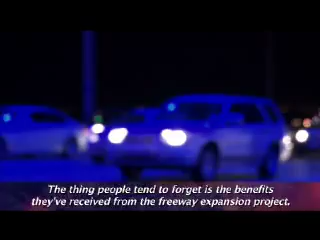 The thing people tend to forget is the benefits
they've received from the freeway expansion project.